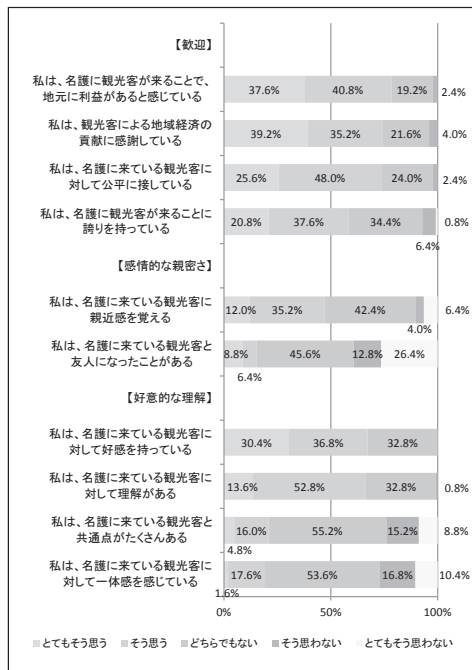 【歓迎】
私は、名護に観光客が来ることで、
地元に利益があると感じている
37.6% 40.8% 19.2% 2.4%
私は、観光客による地域経済の
貢献に感謝している
39.2% 35.2% 21.6% 4.0%
私は、名護に来ている観光客に
対して公平に接している
25.6% 48.0% 24.0% 2.4%
私は、名護に観光客が来ることに
誇りを持っている
20.8% 37.6% 34.4% 0.8%
6.4%
【感情的な親密さ】
私は、名護に来ている観光客に
親近感を覚える
12.0% 35.2% 42.4% 6.4%
4.0%
私は、名護に来ている観光客と
友人になったことがある
8.8% 45.6% 12.8% 26.4%
6.4%
【好意的な理解】
私は、名護に来ている観光客に
対して好感を持っている
30.4% 36.8% 32.8%
私は、名護に来ている観光客に
対して理解がある
13.6% 52.8% 32.8% 0.8%
私は、名護に来ている観光客と
共通点がたくさんある
16.0% 55.2% 15.2% 8.8%
4.8%
私は、名護に来ている観光客に
対して一体感を感じている
17.6% 53.6% 16.8% 10.4%
1.6%
0% 50% 100%
とてもそう思う そう思う どちらでもない そう思わない とてもそう思わない